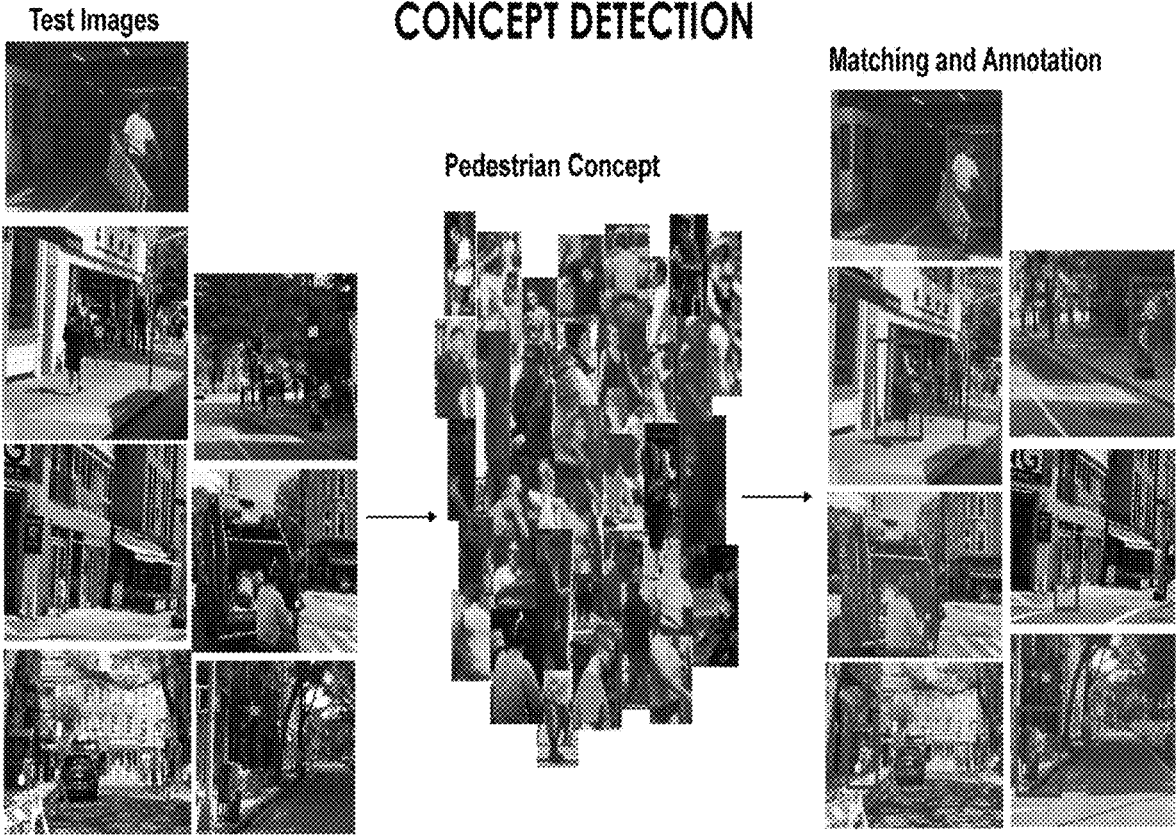 CONCEPT DETECTION
Test Images
Matching and Annotation
Pedestrian Concept